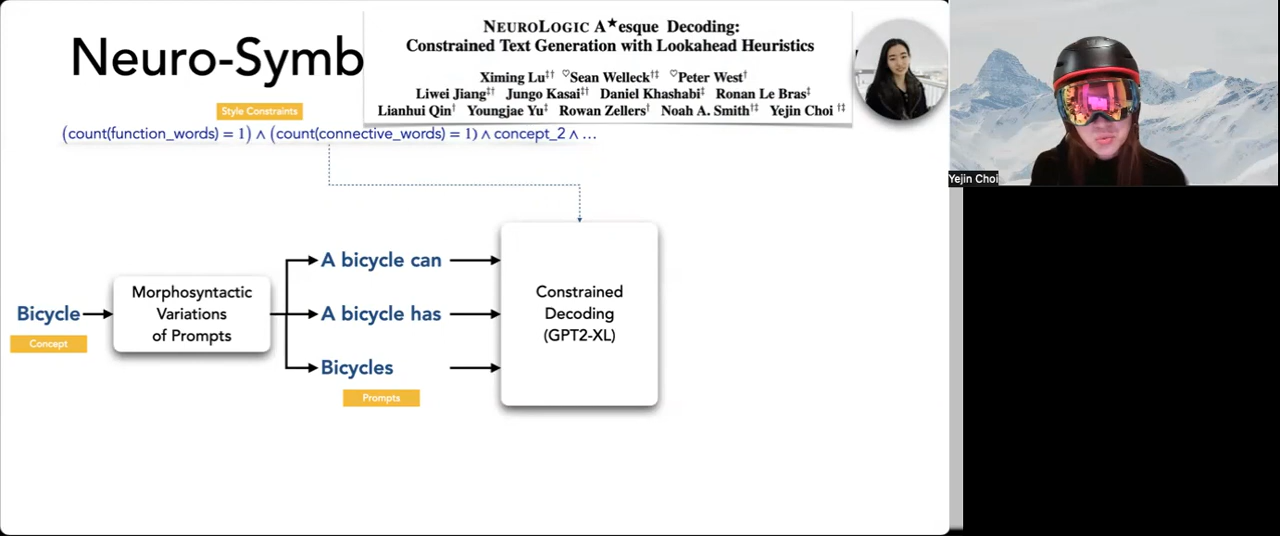 Neuro-Symb
NEUROLOGIC A★esque Decoding:
Constrained Text Generation with Lookahead Heuristics
Ximing Lu‡† ♡Sean Welleck†‡ ♡Peter West†
Liwei Jiang‡† Jungo Kasai‡† Daniel Khashabi‡ Ronan Le Bras‡
Lianhui Qin† Youngjae Yu‡ Rowan Zellers† Noah A. Smith†‡ Yejin Choi †‡
Style Constraints
(count(function_words) = 1) ∧ (count(connective_words) = 1) ∧ concept_2 ∧ …
Yejin Choi
Bicycle
Concept
Morphosyntactic
Variations
of Prompts
A bicycle can
A bicycle has
Bicycles
Prompts
Constrained
Decoding
(GPT2-XL)